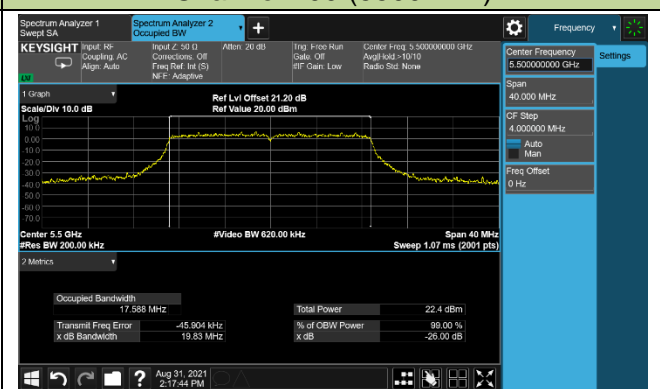 Spectrum Analyzer 1
Swept SA
Spectrum Analyzer 2
Occupied BW
+
Frequency
KEYSIGHT
Input: RF
Coupling: AC
Align: Auto
Input Z: 50 Ω
Corrections: Off
Freq Ref: Int (S)
NFE: Adaptive
Atten: 20 dB
Trig: Free Run
Gate: Off
#IF Gain: Low
Center Freq: 5.500000000 GHz
Avg|Hold:>10/10
Radio Std: None
LXI
Center Frequency
5.500000000 GHz
Settings
Span
40.000 MHz
CF Step
4.000000 MHz
Auto
Man
Freq Offset
0 Hz
1 Graph
Scale/Div 10.0 dB
Ref Lvl Offset 21.20 dB
Ref Value 20.00 dBm
Log
10.0
0.00
-10.0
-20.0
-30.0
-40.0
-50.0
-60.0
-70.0
Center 5.5 GHz
#Video BW 620.00 kHz
Span 40 MHz
#Res BW 200.00 kHz
Sweep 1.07 ms (2001 pts)
2 Metrics
Occupied Bandwidth
17.588 MHz
Total Power 22.4 dBm
Transmit Freq Error -45.904 kHz
% of OBW Power 99.00 %
x dB Bandwidth 19.83 MHz
x dB -26.00 dB
?
Aug 31, 2021
2:17:44 PM